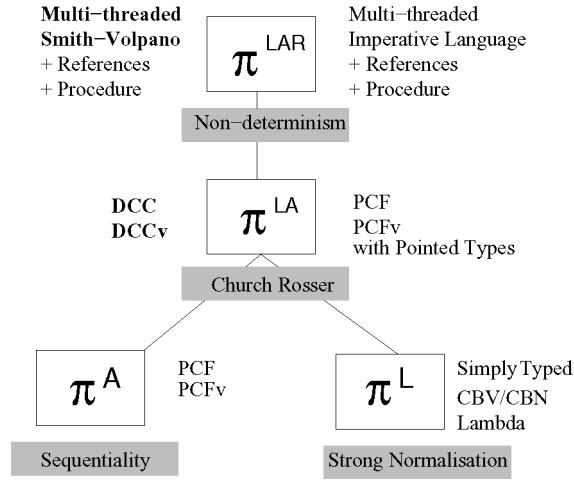 Multi-threaded
Smith-Volpano
+ References
+ Procedure
π LAR
Multi-threaded
Imperative Language
+ References
+ Procedure
Non-determinism
DCC
DCCv
π LA
PCF
PCFv
with Pointed Types
Church Rosser
π A
PCF
PCFv
π L
Simply Typed
CBV/CBN
Lambda
Sequentiality
Strong Normalisation